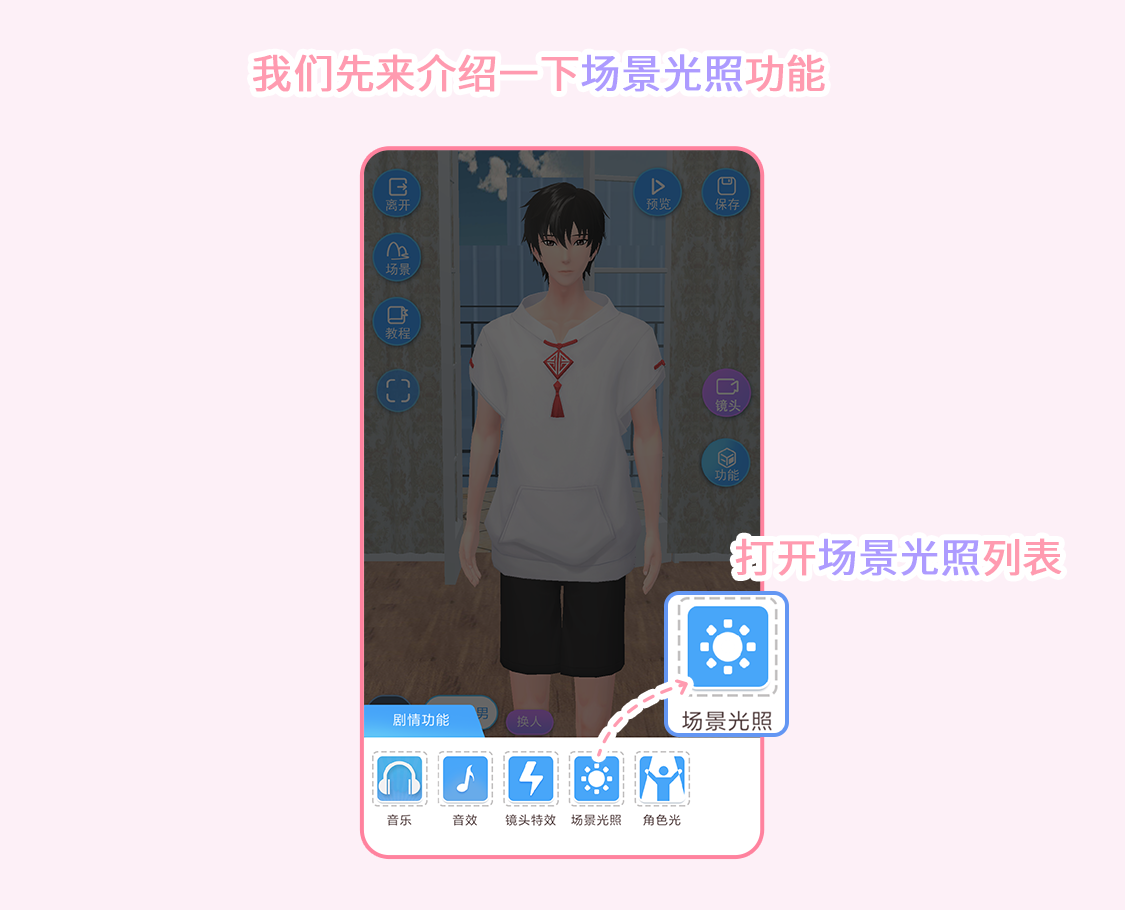 我们先来介绍一下场景光照功能
离开
预览
保存
场景
教程
镜头
功能
打开场景光照列表
场景光照
男
换人
剧情功能
音乐
音效
镜头特效
场景光照
角色光